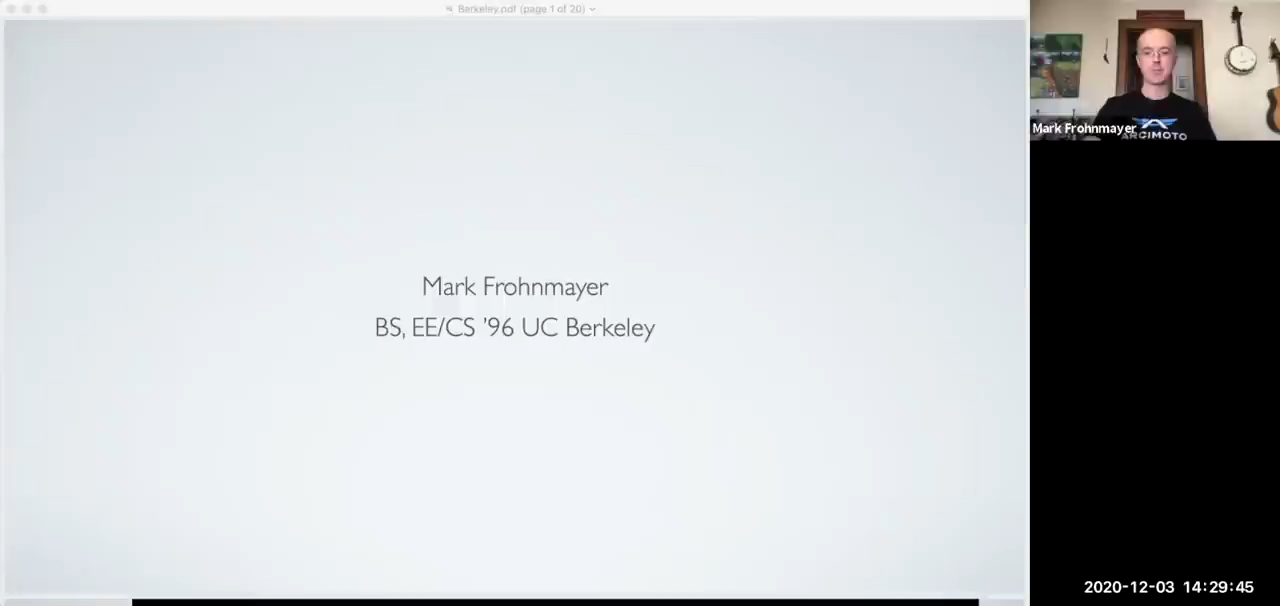 Berkeley.pdf (page 1 of 20)
Mark Frohnmayer
BS, EE/CS ’96 UC Berkeley
Mark Frohnmayer
ARCIMOTO
2020-12-03 14:29:45